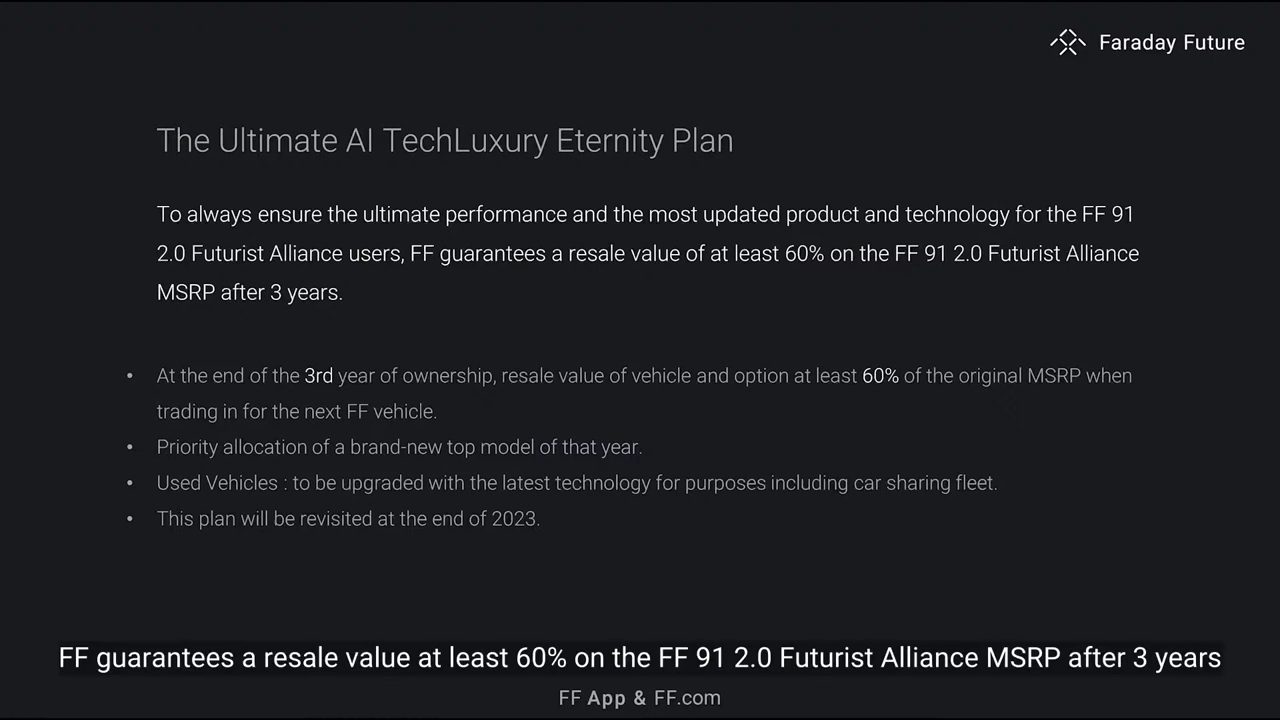 Faraday Future
The Ultimate AI TechLuxury Eternity Plan
To always ensure the ultimate performance and the most updated product and technology for the FF 91
2.0 Futurist Alliance users, FF guarantees a resale value of at least 60% on the FF 91 2.0 Futurist Alliance
MSRP after 3 years.
• At the end of the 3rd year of ownership, resale value of vehicle and option at least 60% of the original MSRP when
trading in for the next FF vehicle.
• Priority allocation of a brand-new top model of that year.
• Used Vehicles : to be upgraded with the latest technology for purposes including car sharing fleet.
• This plan will be revisited at the end of 2023.
FF guarantees a resale value at least 60% on the FF 91 2.0 Futurist Alliance MSRP after 3 years
FF App & FF.com